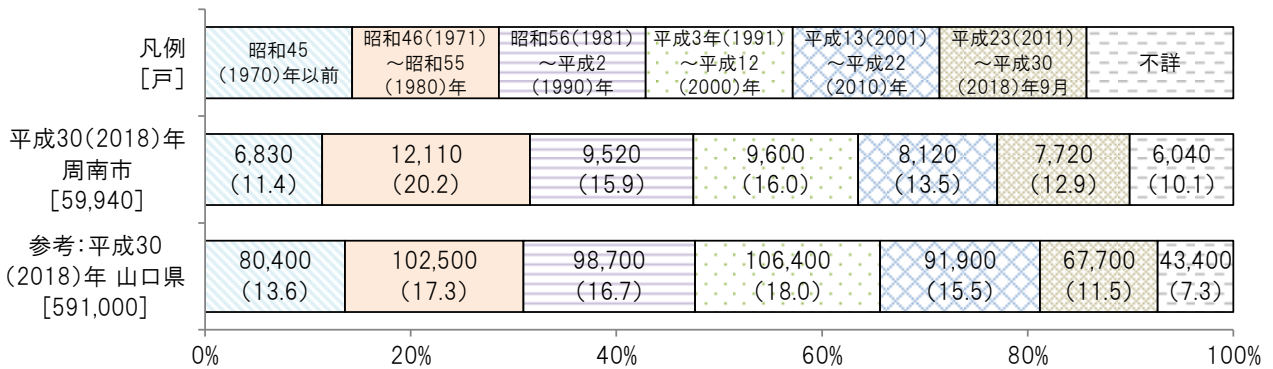 凡例
[戸]
昭和45
(1970)年以前
昭和46(1971)
～昭和55
(1980)年
昭和56(1981)
～平成2
(1990)年
平成3年(1991)
～平成12
(2000)年
平成13(2001)
～平成22
(2010)年
平成23(2011)
～平成30
(2018)年9月
不詳
平成30(2018)年
周南市
[59,940]
6,830
(11.4)
12,110
(20.2)
9,520
(15.9)
9,600
(16.0)
8,120
(13.5)
7,720
(12.9)
6,040
(10.1)
参考：平成30
(2018)年 山口県
[591,000]
80,400
(13.6)
102,500
(17.3)
98,700
(16.7)
106,400
(18.0)
91,900
(15.5)
67,700
(11.5)
43,400
(7.3)
0%
20%
40%
60%
80%
100%